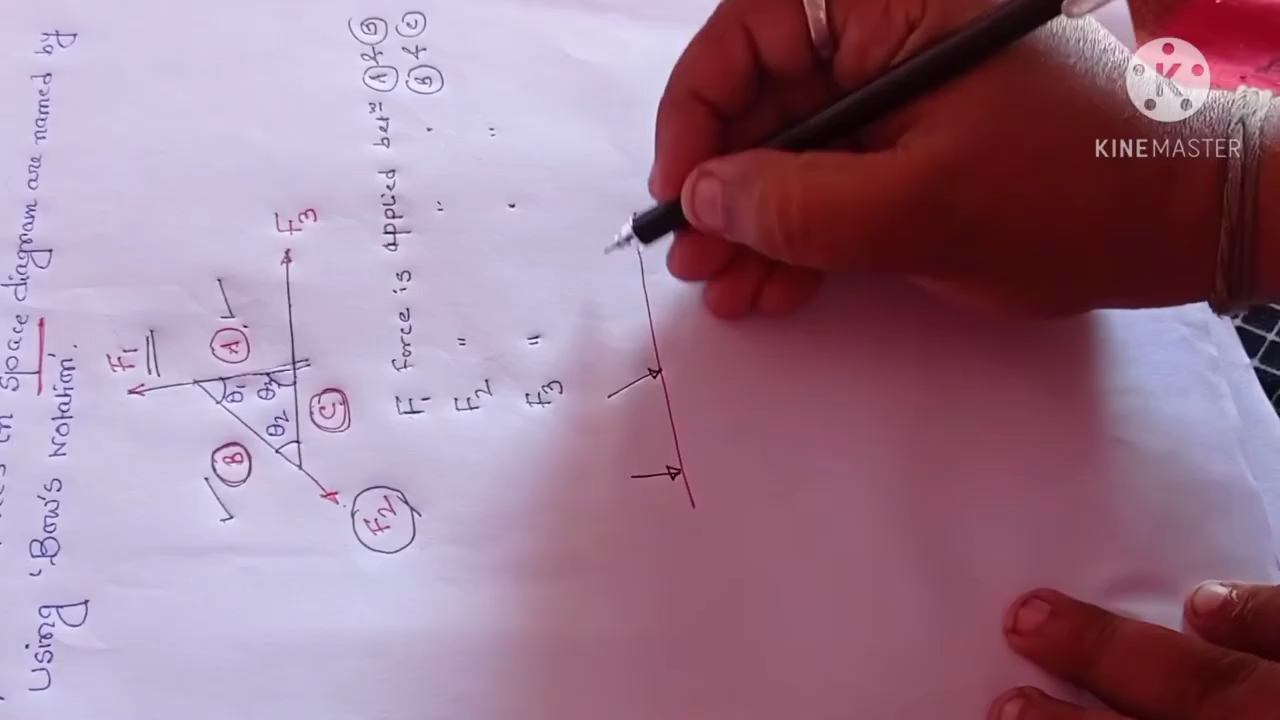 in space diagram are named by
using 'Bow's Notation'.
F1
A
F3
B
θ1
θ2
C
F2
F1 Force is applied betn A & B
F2 " " " B & C
F3 " " "
KINEMASTER